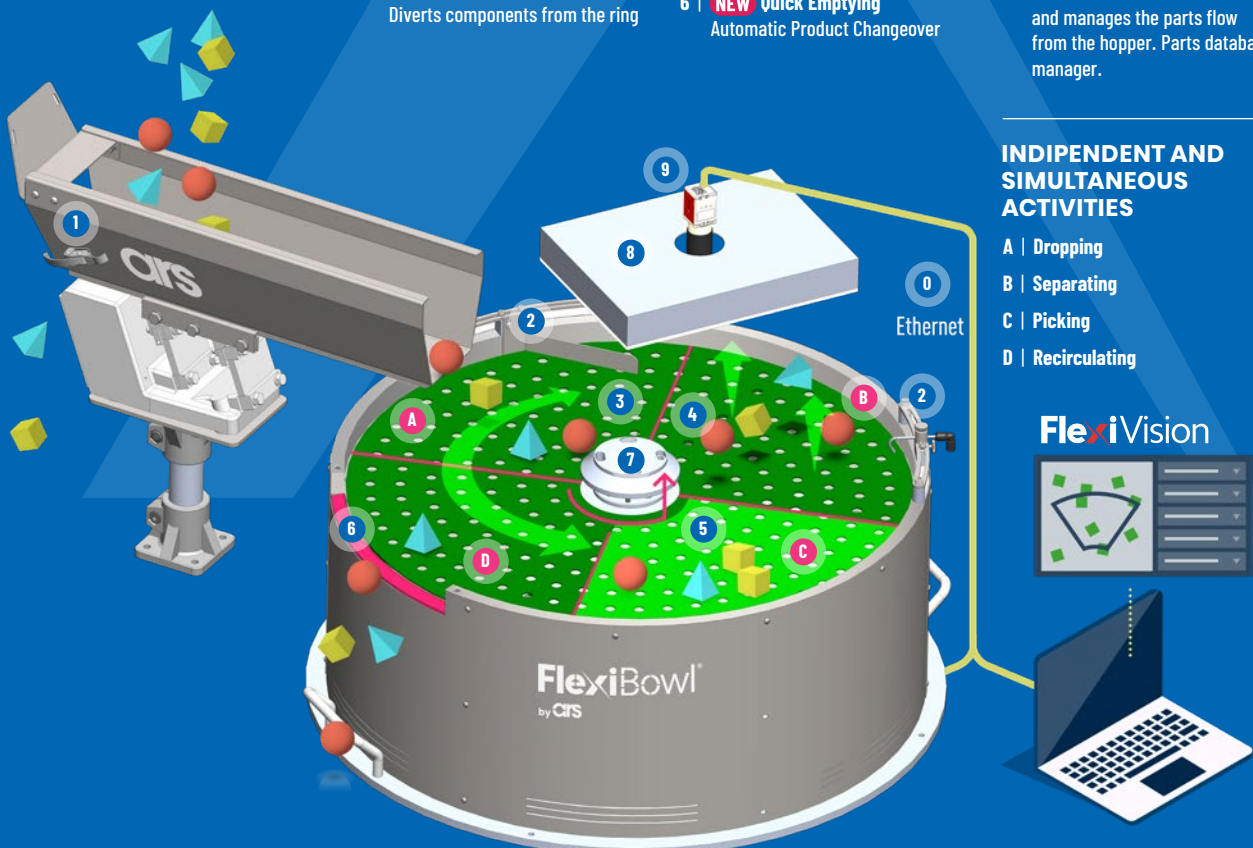 Diverts components from the ring
6 | NEW Quick Emptying
Automatic Product Changeover
and manages the parts flow
from the hopper. Parts
manager.
INDIPENDENT AND
SIMULTANEOUS
ACTIVITIES
A | Dropping
B | Separating
C | Picking
D | Recirculating
FlexiVision
1
ars
2
9
8
0
Ethernet
3
4
B
2
A
7
6
5
D
C
FlexiBowl®
by ars